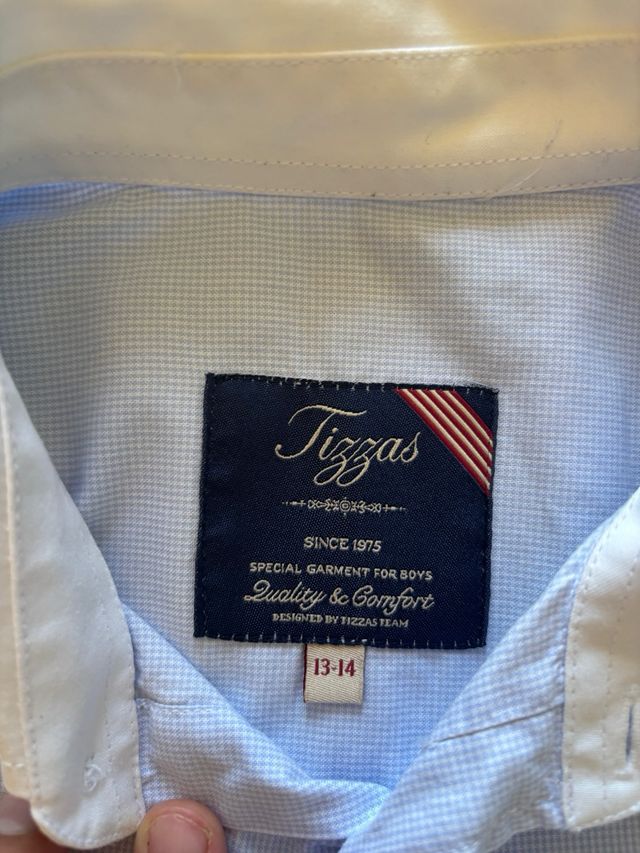 Tizzas
SINCE 1975
SPECIAL GARMENT FOR BOYS
Quality & Comfort
DESIGNED BY TIZZAS TEAM
13-14